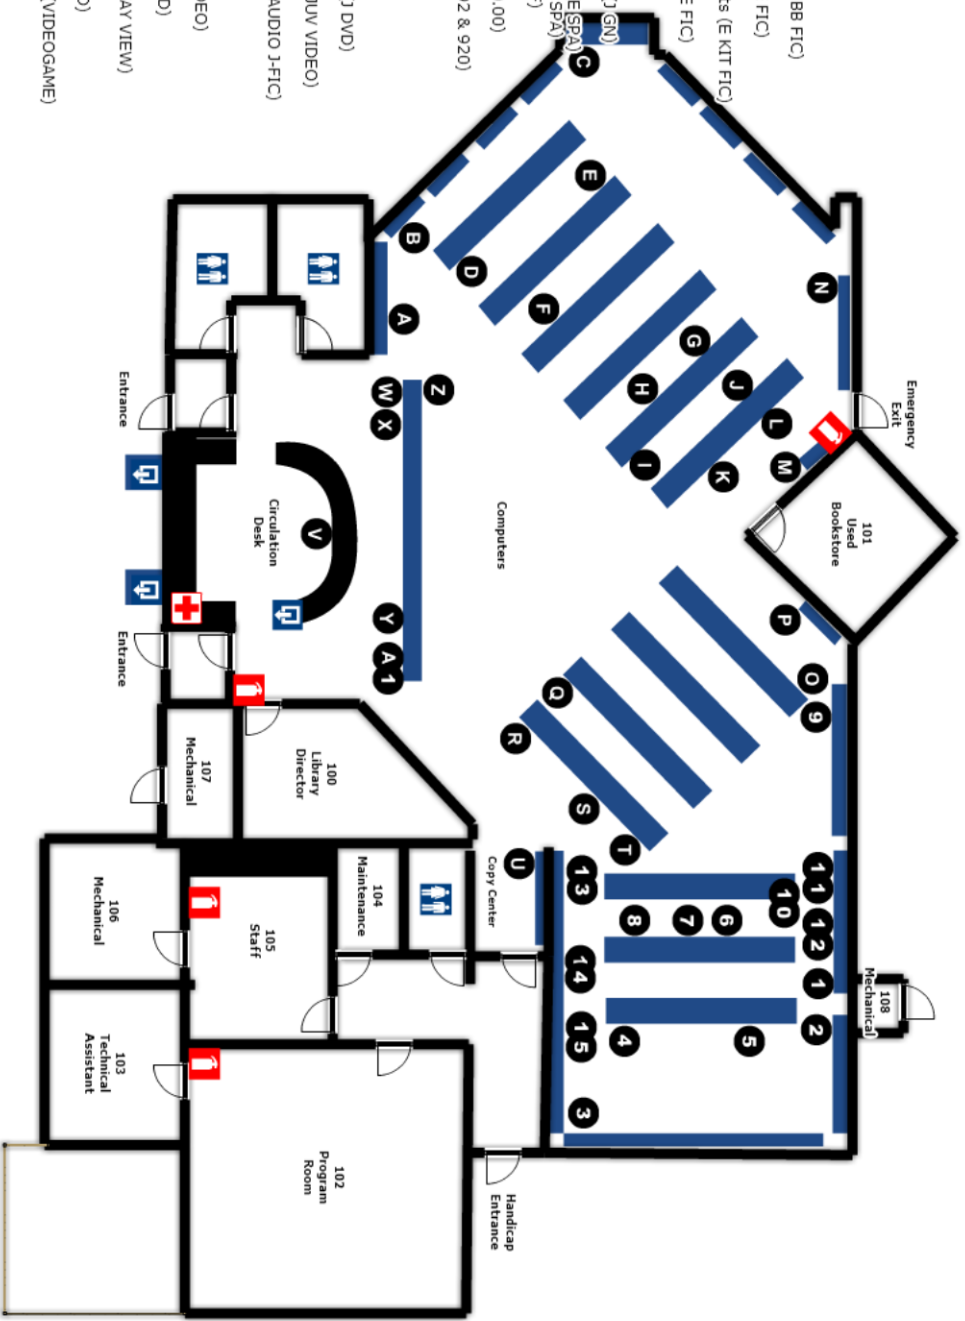 BB FIC)
FIC)
ts (E KIT FIC)
E FIC)
(J GN)
E SPA)
SPA)
.00)
2 & 920)
J DVD)
JUV VIDEO)
AUDIO J-FIC)
DEO)
D)
AY VIEW)
D)
(VIDEOGAME)
Emergency
Exit
101
Used
Bookstore
108
Mechanical
N
L
M
P
O
9
11
10
12
1
2
C
E
G
J
K
H
I
F
D
B
A
Z
W
X
Y
A1
V
Computers
Q
R
S
T
U
13
8
7
6
14
15
4
5
3
Copy Center
Handicap
Entrance
Circulation
Desk
100
Library
Director
104
Maintenance
105
Staff
102
Program
Room
107
Mechanical
Entrance
Entrance
106
Mechanical
103
Technical
Assistant